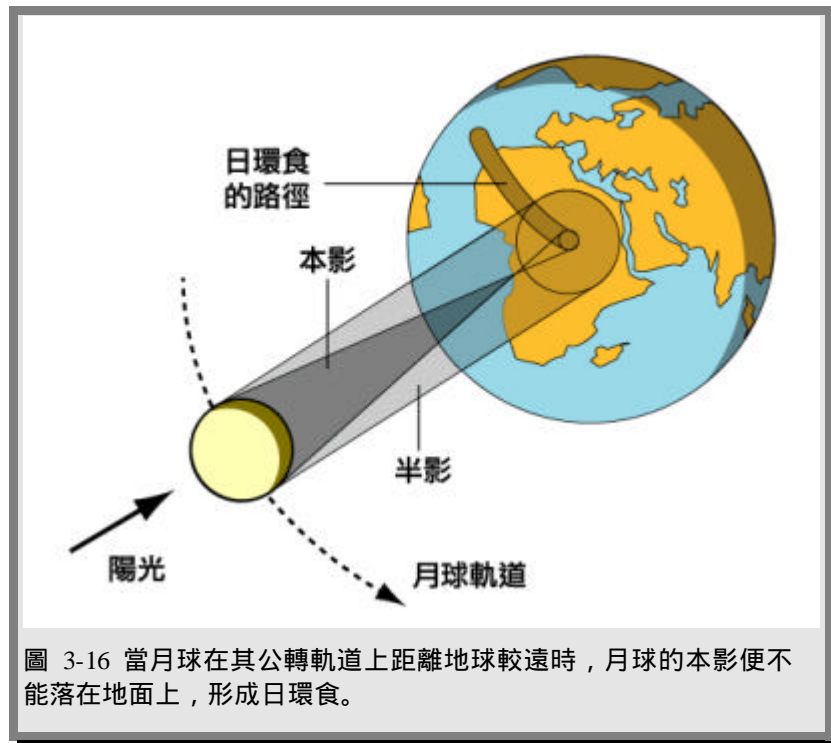 日環食
的路徑
本影
半影
陽光
月球軌道
圖 3-16 當月球在其公轉軌道上距離地球較遠時，月球的本影便不
能落在地面上，形成日環食。